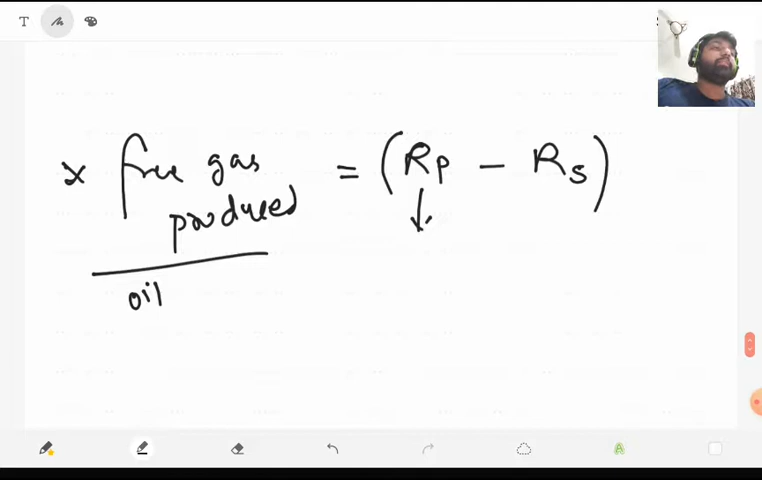 T
× free gas = (Rp - Rs)
produced
oil
A